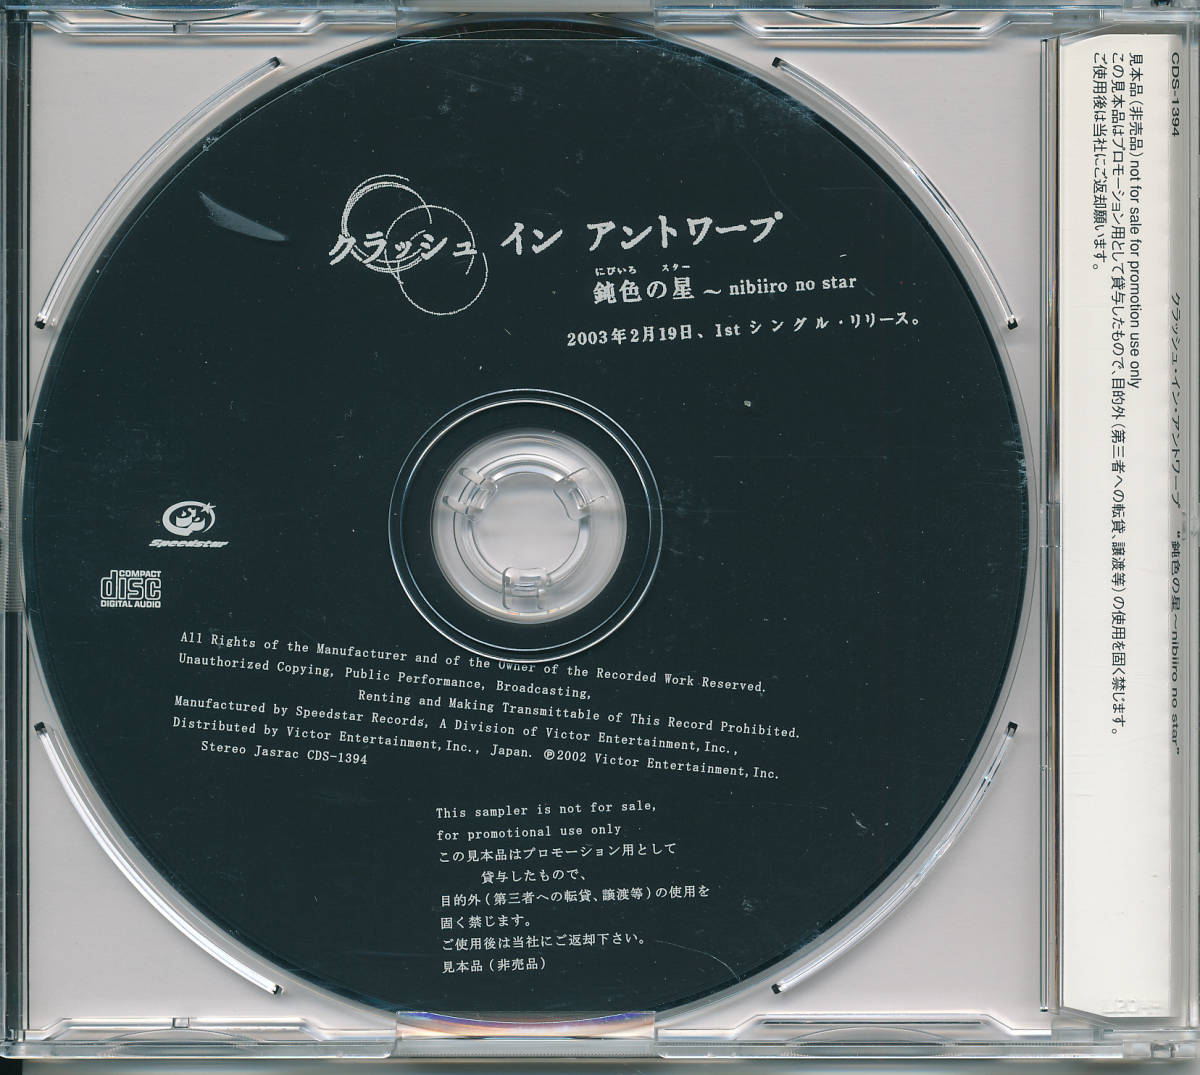 クラッシュ イン アントワープ
にびいろ スター
鈍色の星 〜 nibiiro no star
2003年2月19日、1st シングル・リリース。
Speedstar
COMPACT
disc
DIGITAL AUDIO
All Rights of the Manufacturer and of the Owner of the Recorded Work Reserved.
Unauthorized Copying, Public Performance, Broadcasting,
Renting and Making Transmittable of This Record Prohibited.
Manufactured by Speedstar Records, A Division of Victor Entertainment, Inc.,
Distributed by Victor Entertainment, Inc., Japan. ℗2002 Victor Entertainment, Inc.
Stereo Jasrac CDS-1394
This sampler is not for sale,
for promotional use only
この見本品はプロモーション用として
貸与したもので、
目的外(第三者への転貸、譲渡等)の使用を
固く禁じます。
ご使用後は当社にご返却下さい。
見本品(非売品)
CDS-1394 クラッシュ・イン・アントワープ “鈍色の星〜nibiiro no star”
見本品(非売品)not for sale for promotion use only
この見本品はプロモーション用として貸与したもので、目的外(第三者への転貸、譲渡等)の使用を固く禁じます。
ご使用後は当社にご返却願います。